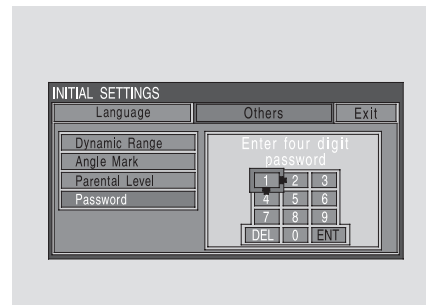 INITIAL SETTINGS
Language Others Exit
Dynamic Range
Angle Mark
Parental Level
Password
Enter four digit
password
1 2 3
4 5 6
7 8 9
DEL 0 ENT